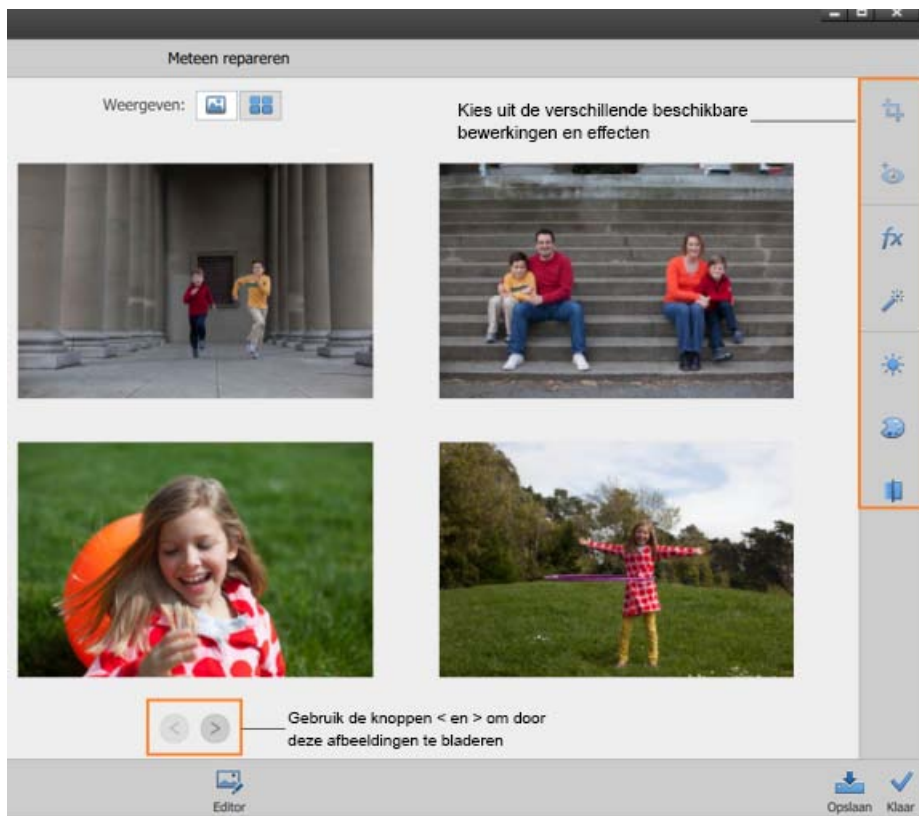 Meteen repareren
Weergeven:
Kies uit de verschillende beschikbare
bewerkingen en effecten
fx
Gebruik de knoppen < en > om door
deze afbeeldingen te bladeren
< >
Editor
Opslaan Klaar